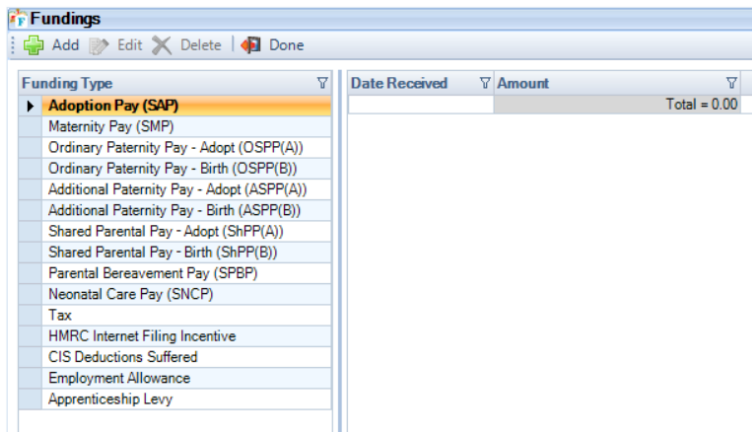 Fundings
Add Edit Delete Done
Funding Type Date Received Amount
Adoption Pay (SAP) Total = 0.00
Maternity Pay (SMP)
Ordinary Paternity Pay - Adopt (OSPP(A))
Ordinary Paternity Pay - Birth (OSPP(B))
Additional Paternity Pay - Adopt (ASPP(A))
Additional Paternity Pay - Birth (ASPP(B))
Shared Parental Pay - Adopt (ShPP(A))
Shared Parental Pay - Birth (ShPP(B))
Parental Bereavement Pay (SPBP)
Neonatal Care Pay (SNCP)
Tax
HMRC Internet Filing Incentive
CIS Deductions Suffered
Employment Allowance
Apprenticeship Levy